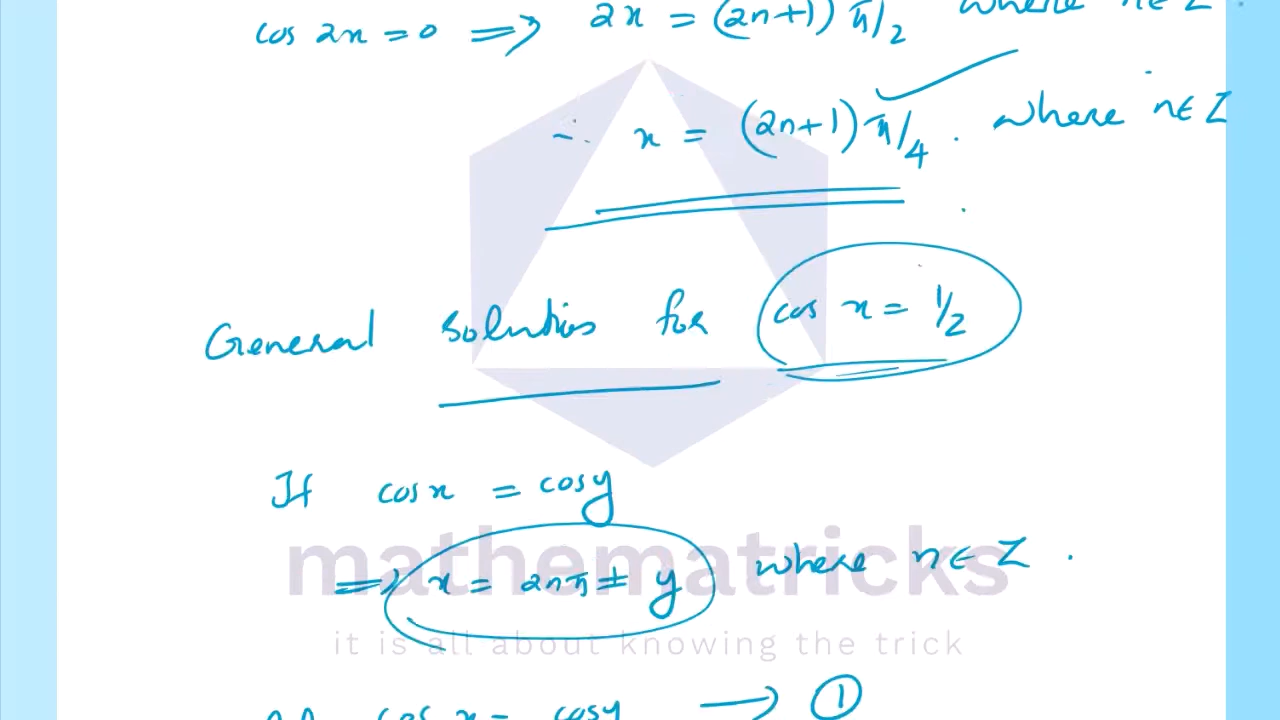 cos 2x = 0 ⟹ 2x = (2n+1) π/2 where n∈Z
∴ x = (2n+1) π/4 . where n∈Z
General solution for cos x = 1/2
If cos x = cos y
mathematricks
⟹ x = 2nπ ± y where n∈Z .
it is all about knowing the trick
cos x = cos y ⟶ ①